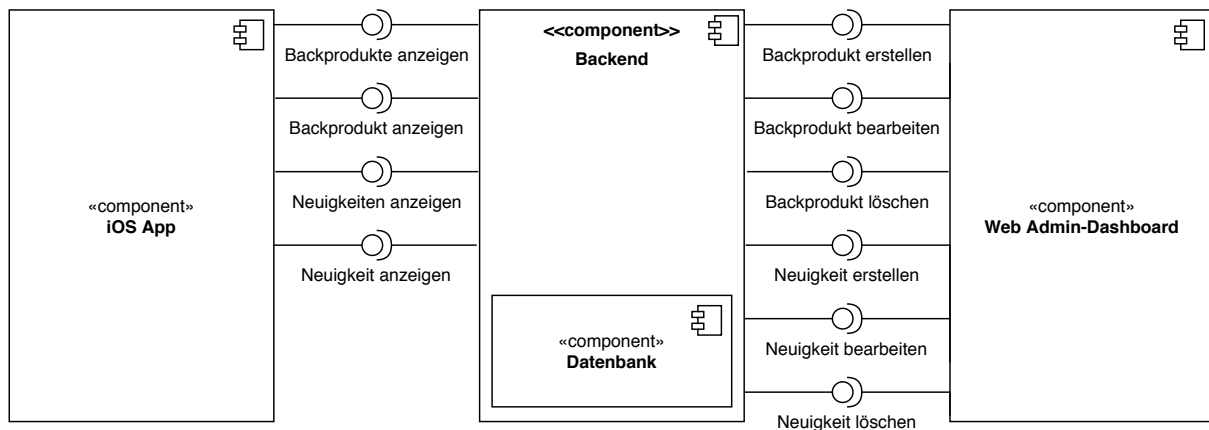 «component»
iOS App
Backprodukte anzeigen
Backprodukt anzeigen
Neuigkeiten anzeigen
Neuigkeit anzeigen
<<component>>
Backend
«component»
Datenbank
Backprodukt erstellen
Backprodukt bearbeiten
Backprodukt löschen
Neuigkeit erstellen
Neuigkeit bearbeiten
Neuigkeit löschen
«component»
Web Admin-Dashboard